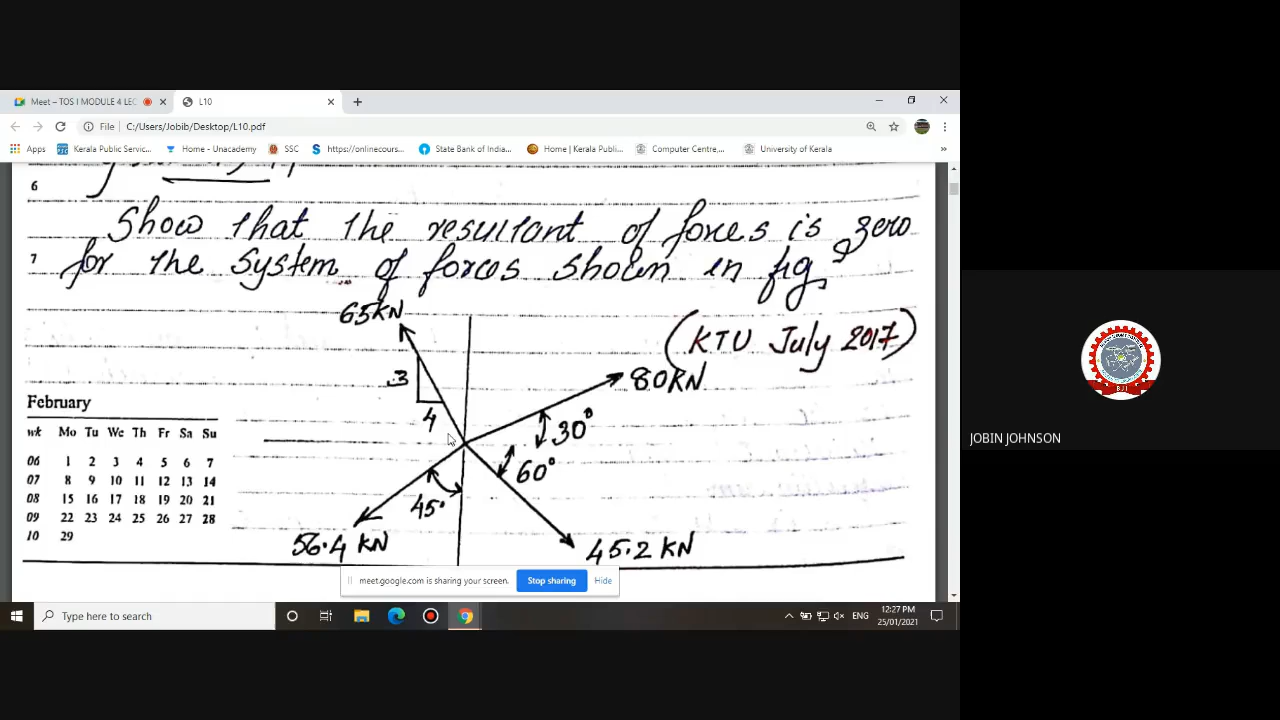 Meet – TOS I MODULE 4 LEC
L10
File
C:/Users/Jobib/Desktop/L10.pdf
Apps
Kerala Public Servic...
Home - Unacademy
SSC
https://onlinecours...
State Bank of India...
Home | Kerala Publi...
Computer Centre,...
University of Kerala
»
6
Show that the resultant of forces is zero
7
for the system of forces shown in fig
65KN
(KTU July 2017)
3
80KN
4
30°
60°
45°
56.4 KN
45.2 KN
February
wk Mo Tu We Th Fr Sa Su
06 1 2 3 4 5 6 7
07 8 9 10 11 12 13 14
08 15 16 17 18 19 20 21
09 22 23 24 25 26 27 28
10 29
JOBIN JOHNSON
BJI
meet.google.com is sharing your screen.
Stop sharing
Hide
Type here to search
ENG
12:27 PM
25/01/2021